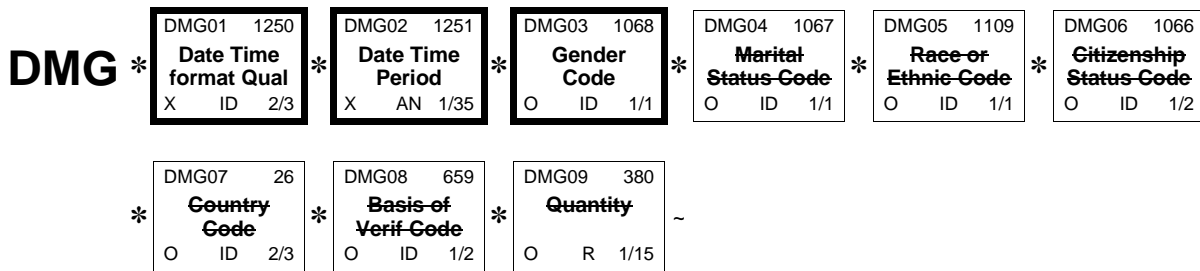 DMG01 1250 DMG02 1251 DMG03 1068 DMG04 1067 DMG05 1109 DMG06 1066
DMG * Date Time format Qual * Date Time Period * Gender Code * Marital Status Code * Race or Ethnic Code * Citizenship Status Code
X ID 2/3 X AN 1/35 O ID 1/1 O ID 1/1 O ID 1/1 O ID 1/2
DMG07 26 DMG08 659 DMG09 380
* Country Code * Basis of Verif Code * Quantity ~
O ID 2/3 O ID 1/2 O R 1/15